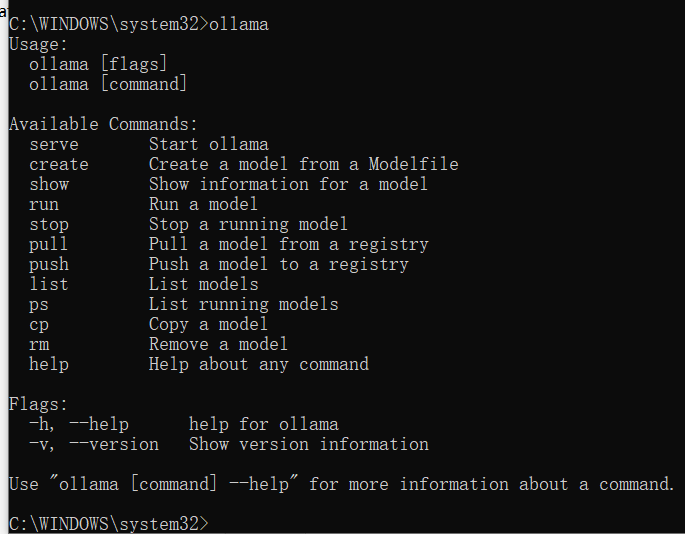 a
C:\WINDOWS\system32>ollama
Usage:
  ollama [flags]
  ollama [command]

Available Commands:
  serve       Start ollama
  create      Create a model from a Modelfile
  show        Show information for a model
  run         Run a model
  stop        Stop a running model
  pull        Pull a model from a registry
  push        Push a model to a registry
  list        List models
  ps          List running models
  cp          Copy a model
  rm          Remove a model
  help        Help about any command

Flags:
  -h, --help      help for ollama
  -v, --version   Show version information

Use "ollama [command] --help" for more information about a command.

C:\WINDOWS\system32>